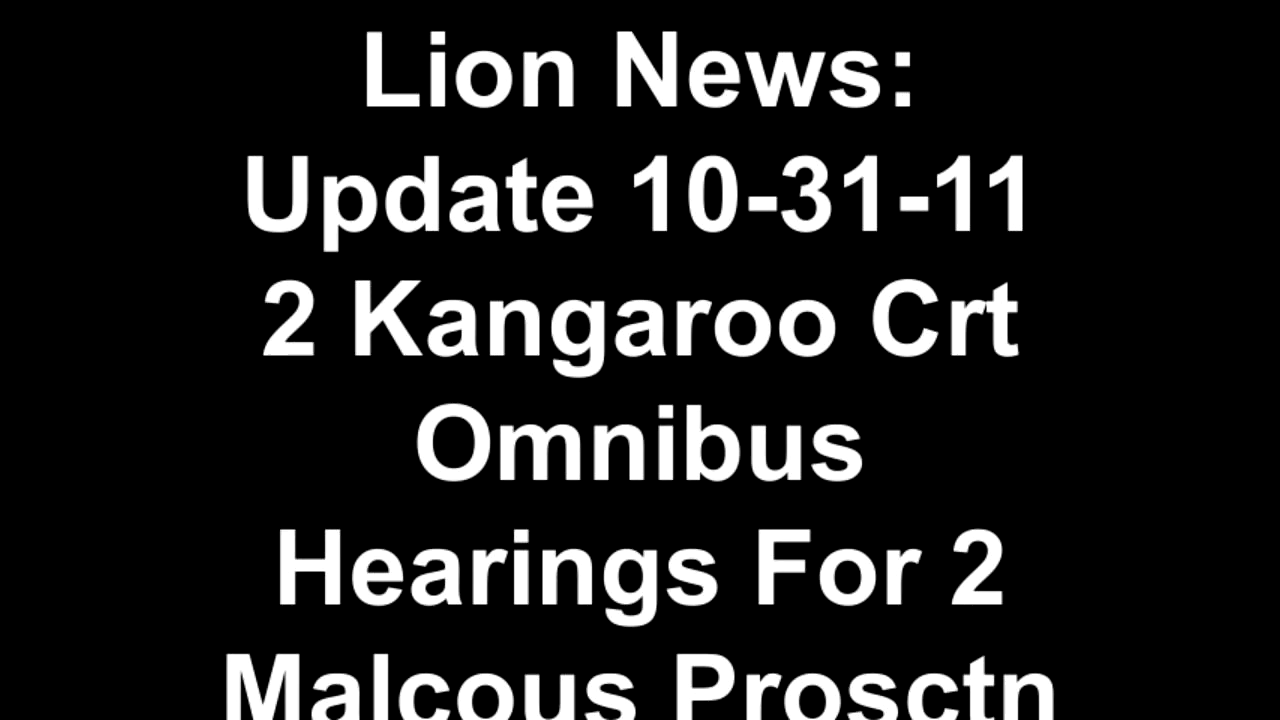 Lion News:
Update 10-31-11
2 Kangaroo Crt
Omnibus
Hearings For 2
Malcous Prosctn